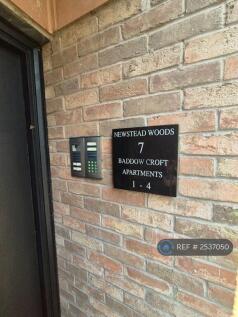 NEWSTEAD WOODS
7
BADDOW CROFT
APARTMENTS
1 - 4
REF # 2537050